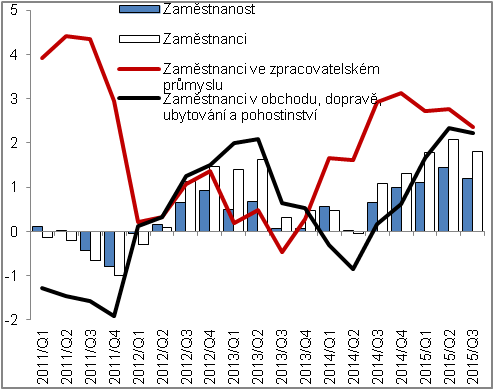 Zaměstnanost
Zaměstnanci
Zaměstnanci ve zpracovatelském
průmyslu
Zaměstnanci v obchodu, dopravě,
ubytování a pohostinství
5
4
3
2
1
0
-1
-2
2011/Q1
2011/Q2
2011/Q3
2011/Q4
2012/Q1
2012/Q2
2012/Q3
2012/Q4
2013/Q1
2013/Q2
2013/Q3
2013/Q4
2014/Q1
2014/Q2
2014/Q3
2014/Q4
2015/Q1
2015/Q2
2015/Q3